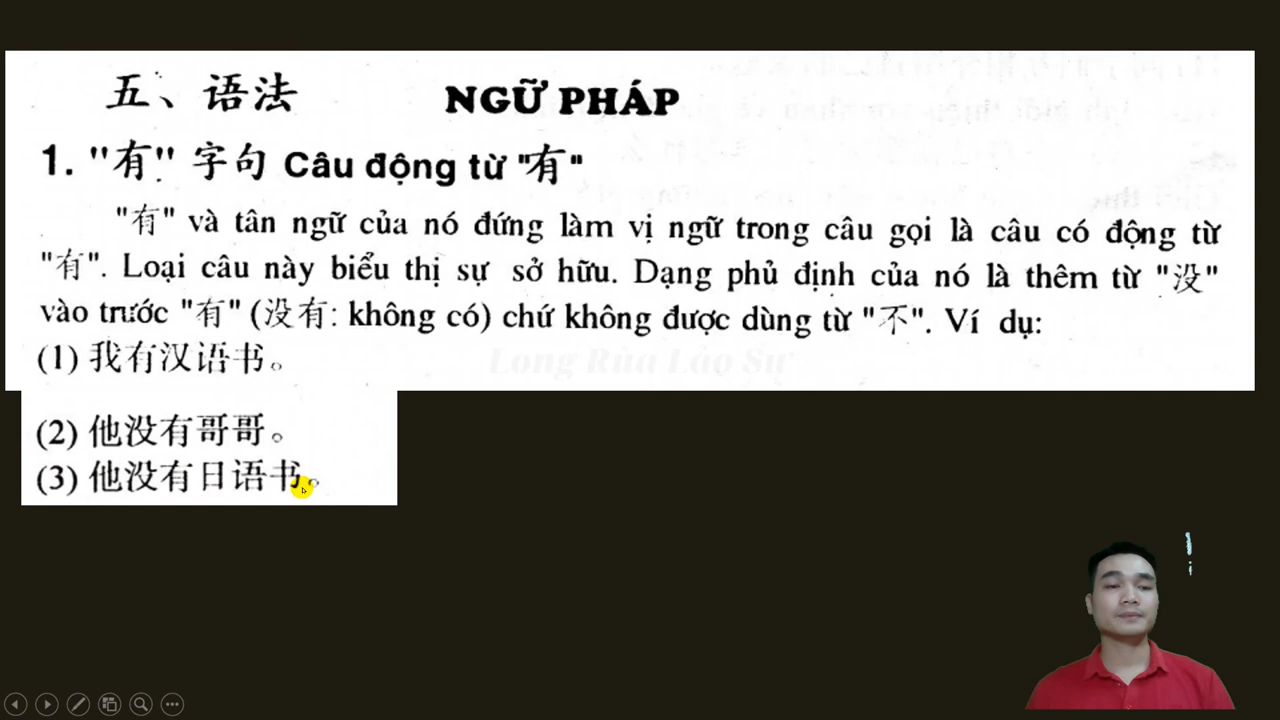 五、语法 NGỮ PHÁP
1. "有" 字句 Câu động từ "有"
"有" và tân ngữ của nó đứng làm vị ngữ trong câu gọi là câu có động từ
"有". Loại câu này biểu thị sự sở hữu. Dạng phủ định của nó là thêm từ "没"
vào trước "有" (没有: không có) chứ không được dùng từ "不". Ví dụ:
(1) 我有汉语书。
Long Rùa Lảo Sư
(2) 他没有哥哥。
(3) 他没有日语书。